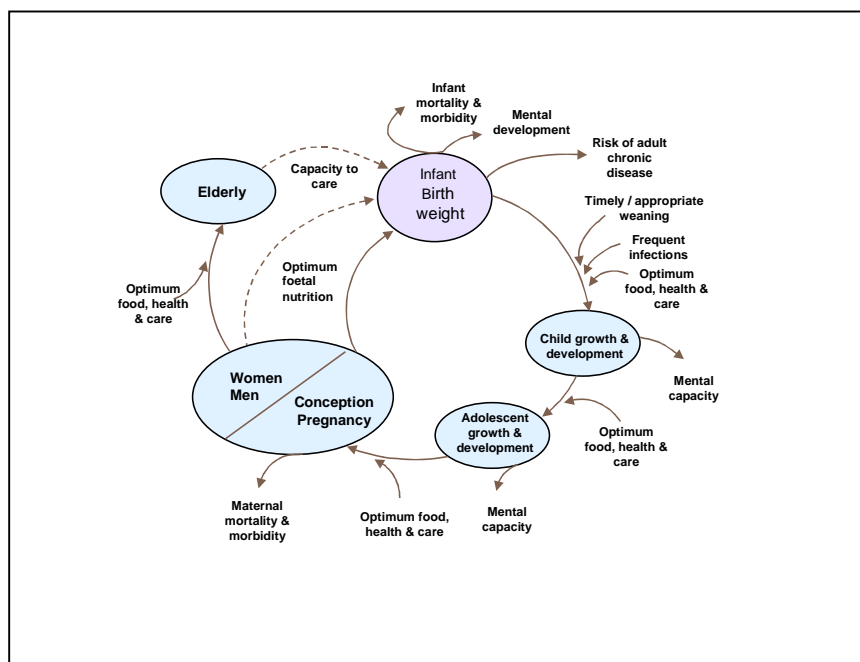 Infant
mortality &
morbidity
Mental
development
Risk of adult
chronic
disease
Elderly
Capacity to
care
Infant
Birth
weight
Timely / appropriate
weaning
Frequent
infections
Optimum
food, health &
care
Optimum
food, health
& care
Optimum
foetal
nutrition
Child growth &
development
Women
Men
Conception
Pregnancy
Mental
capacity
Adolescent
growth &
development
Optimum
food, health &
care
Maternal
mortality &
morbidity
Optimum food,
health & care
Mental
capacity